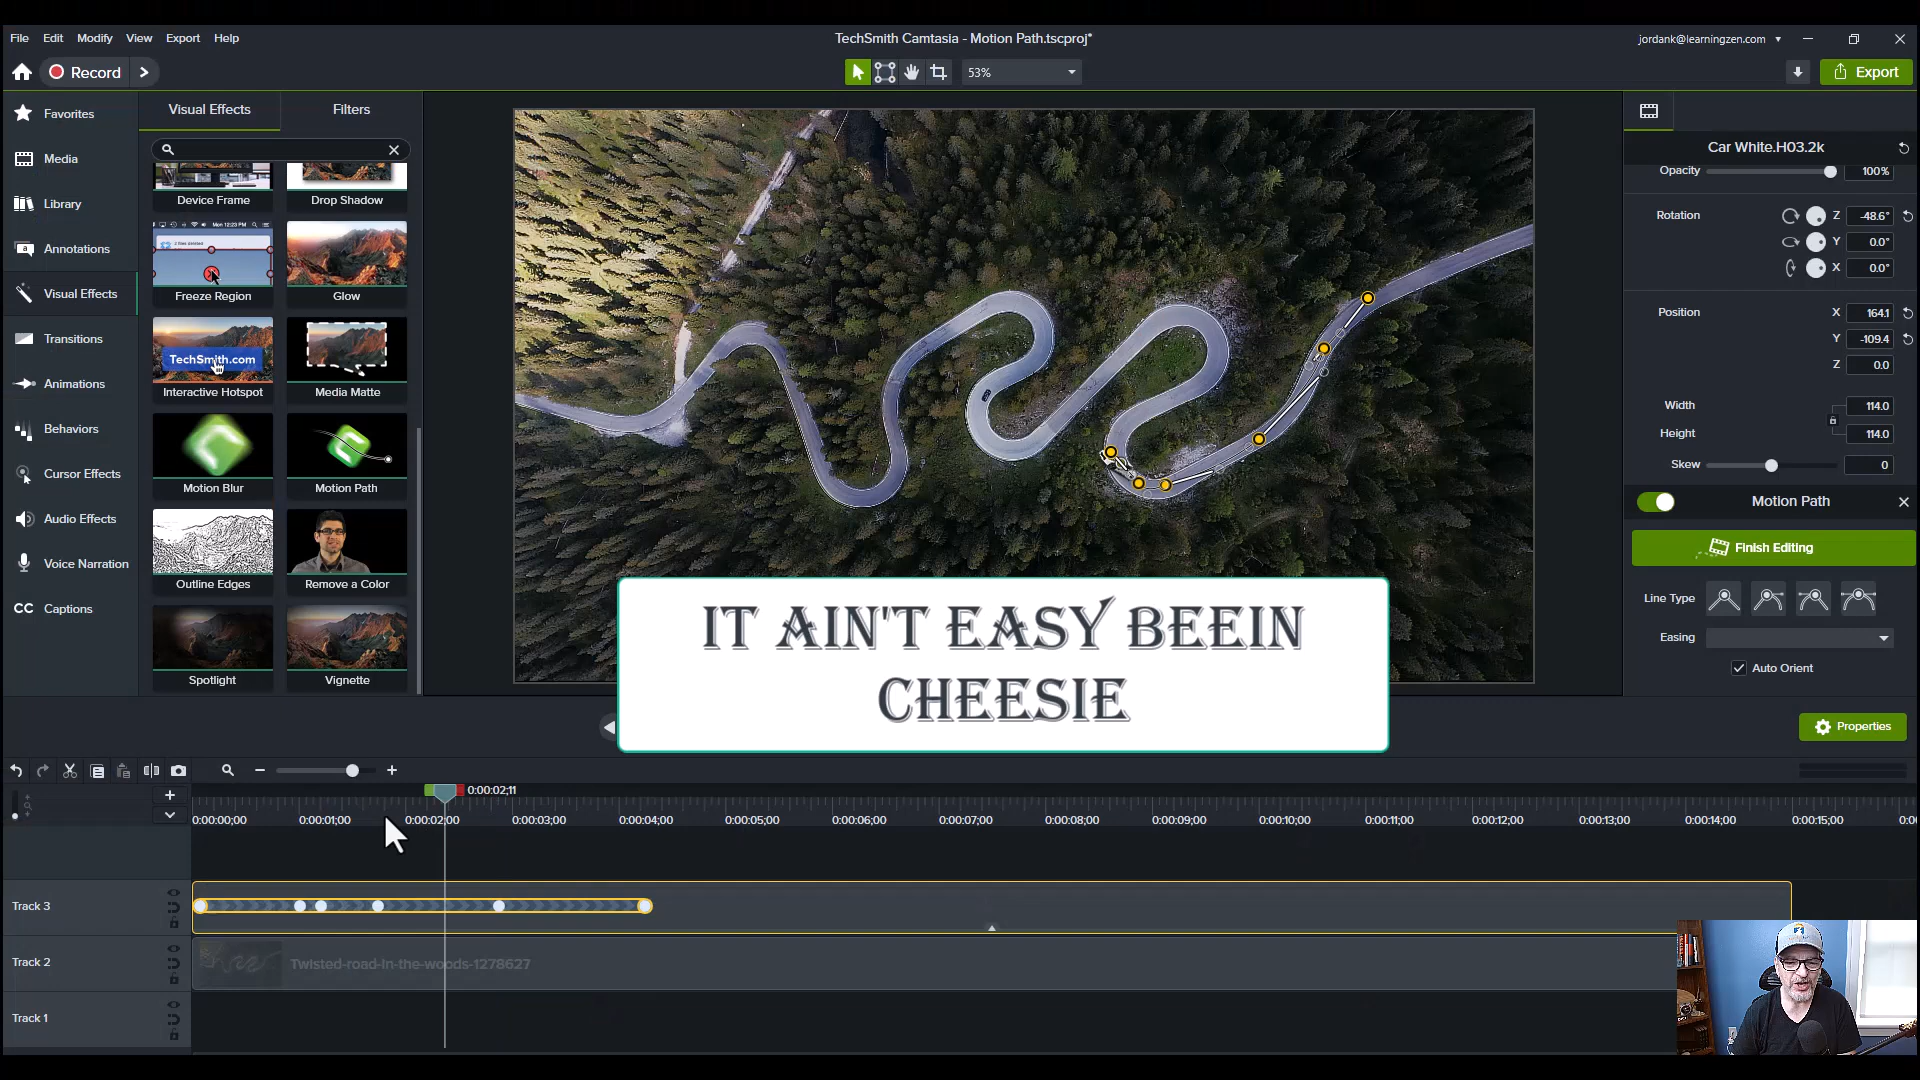 File Edit Modify View Export Help
TechSmith Camtasia - Motion Path.tscproj*
jordank@learningzen.com
Record
53%
Export
Favorites
Media
Library
Annotations
Visual Effects
Transitions
Animations
Behaviors
Cursor Effects
Audio Effects
Voice Narration
CC Captions
Visual Effects Filters
Device Frame Drop Shadow
Freeze Region Glow
TechSmith.com
Interactive Hotspot Media Matte
Motion Blur Motion Path
Outline Edges Remove a Color
Spotlight Vignette
IT AIN'T EASY BEEIN
CHEESIE
Car White.H03.2k
Opacity 100%
Rotation Z -48.6°
Y 0.0°
X 0.0°
Position X 164.1
Y -109.4
Z 0.0
Width 114.0
Height 114.0
Skew 0
Motion Path
Finish Editing
Line Type
Easing
Auto Orient
Properties
0:00:02;11
0:00:00;00 0:00:01;00 0:00:02;00 0:00:03;00 0:00:04;00 0:00:05;00 0:00:06;00 0:00:07;00 0:00:08;00 0:00:09;00 0:00:10;00 0:00:11;00 0:00:12;00 0:00:13;00 0:00:14;00 0:00:15;00
Track 3
Track 2
Twisted-road-in-the-woods-1278627
Track 1